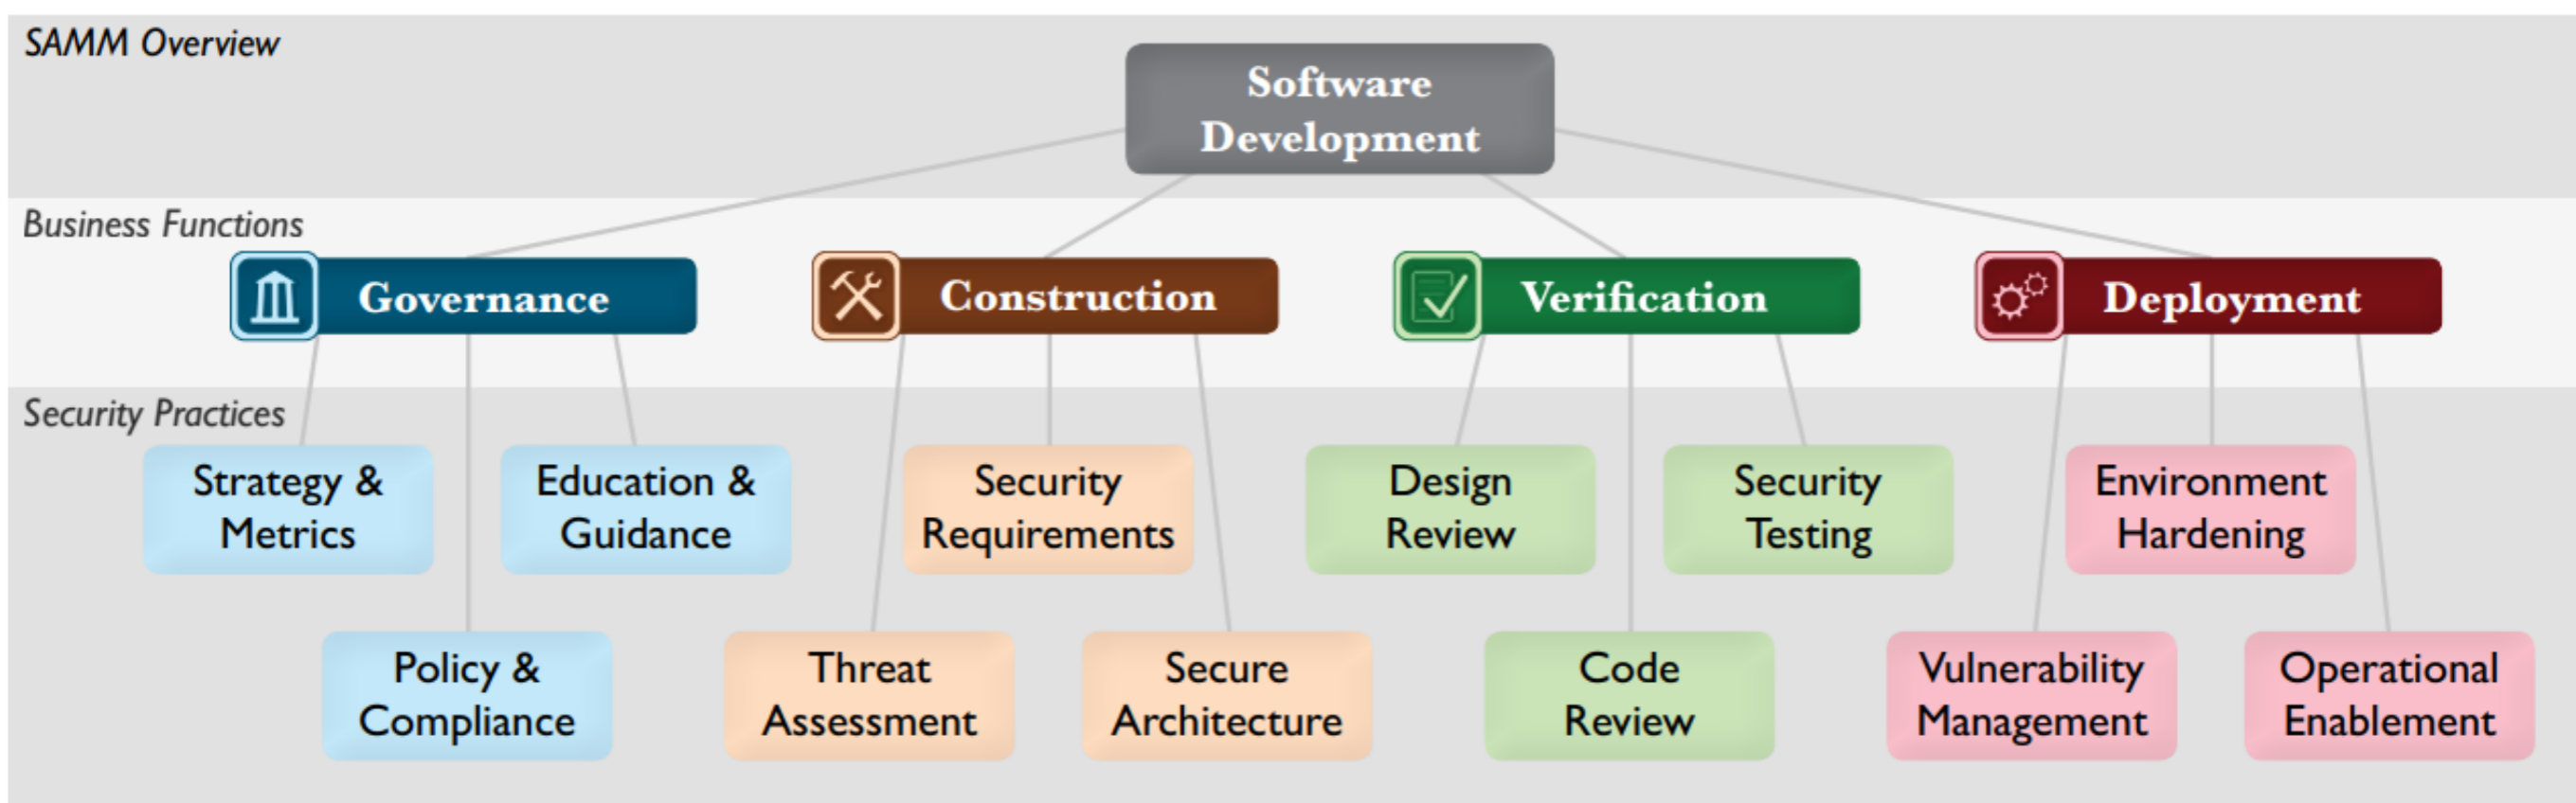 SAMM Overview
Software
Development
Business Functions
Governance
Construction
Verification
Deployment
Security Practices
Strategy &
Metrics
Education &
Guidance
Security
Requirements
Design
Review
Security
Testing
Environment
Hardening
Policy &
Compliance
Threat
Assessment
Secure
Architecture
Code
Review
Vulnerability
Management
Operational
Enablement